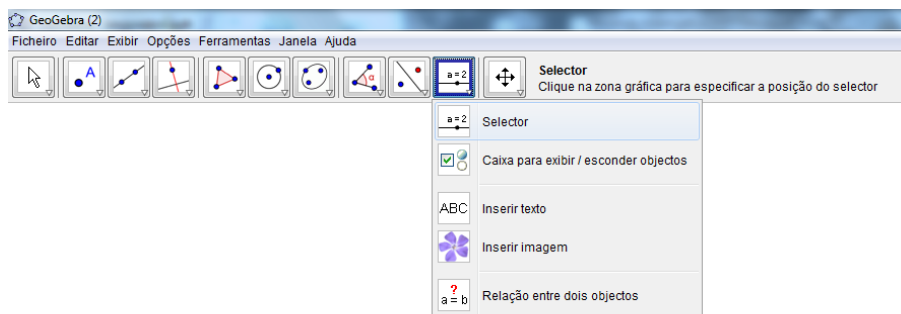 GeoGebra (2)
Ficheiro Editar Exibir Opções Ferramentas Janela Ajuda
A
α
a=2
Selector
Clique na zona gráfica para especificar a posição do selector
a=2 Selector
Caixa para exibir / esconder objectos
ABC Inserir texto
Inserir imagem
?
a=b Relação entre dois objectos